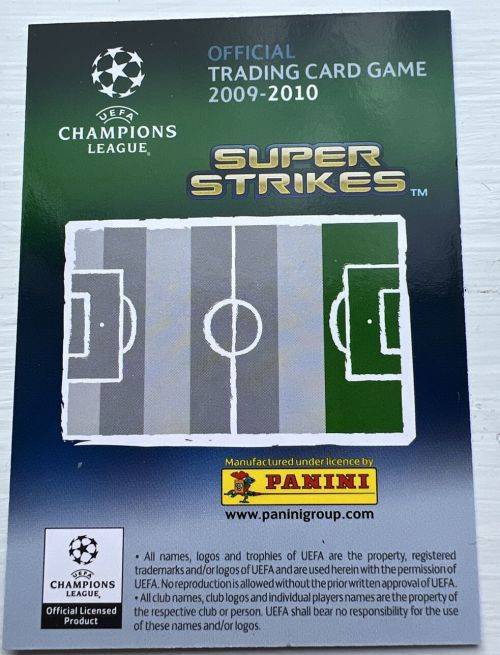 OFFICIAL
TRADING CARD GAME
2009-2010
UEFA
CHAMPIONS
LEAGUE®
SUPER
STRIKES™
Manufactured under licence by
PANINI
www.paninigroup.com
UEFA
CHAMPIONS
LEAGUE
Official Licensed
Product
• All names, logos and trophies of UEFA are the property, registered
trademarks and/or logos of UEFA and are used herein with the permission of
UEFA. No reproduction is allowed without the prior written approval of UEFA.
• All club names, club logos and individual players names are the property of
the respective club or person. UEFA shall bear no responsibility for the use
of these names and/or logos.